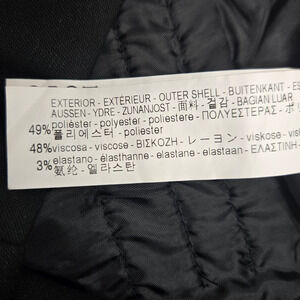 EXTERIOR - EXTÉRIEUR - OUTER SHELL - BUITENKANT - ES
AUSSEN - YDRE - ZUNANJOST - 面料 - 겉감 - BAGIAN LUAR
49% poliéster - polyester - poliestere - ΠΟΛΥΕΣΤΕΡΑΣ - P
폴리에스터 - poliester
48% viscosa - viscose - ΒΙΣΚΟΖΗ - レーヨン - viskose - vis
3% elastano - élasthanne - elastane - elastaan - ΕΛΑΣΤΙΝΗ -
氨纶 - 엘라스탄